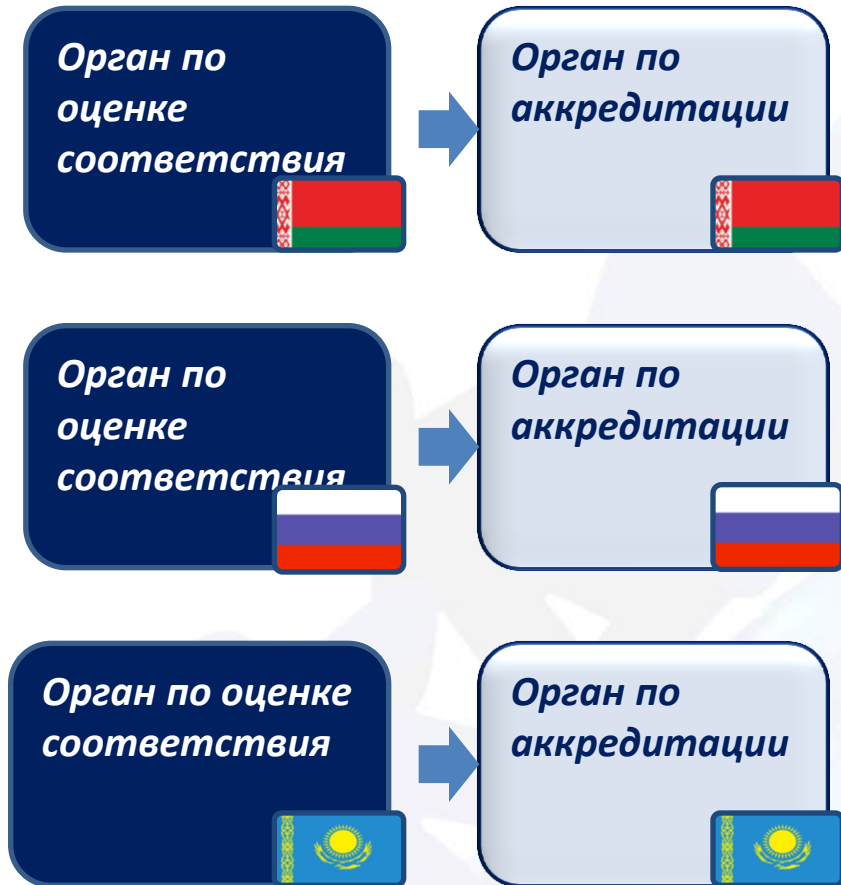 Орган по
оценке
соответствия
Орган по
аккредитации
Орган по
оценке
соответствия
Орган по
аккредитации
Орган по оценке
соответствия
Орган по
аккредитации